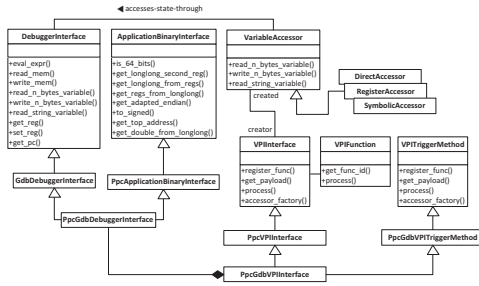 ◄ accesses-state-through
DebuggerInterface
+eval_expr()
+read_mem()
+write_mem()
+read_n_bytes_variable()
+write_n_bytes_variable()
+read_string_variable()
+get_reg()
+set_reg()
+get_pc()
ApplicationBinaryInterface
+is_64_bits()
+get_longlong_second_reg()
+get_longlong_from_regs()
+get_regs_from_longlong()
+get_adapted_endian()
+to_signed()
+get_top_address()
+get_double_from_longlong()
VariableAccessor
+read_n_bytes_variable()
+write_n_bytes_variable()
+read_string_variable()
created
DirectAccessor
RegisterAccessor
SymbolicAccessor
creator
VPIInterface
+register_func()
+get_payload()
+process()
+accessor_factory()
VPIFunction
+get_func_id()
+process()
VPITriggerMethod
+register_func()
+get_payload()
+process()
+accessor_factory()
GdbDebuggerInterface
PpcApplicationBinaryInterface
PpcGdbDebuggerInterface
PpcVPIInterface
PpcGdbVPITriggerMethod
PpcGdbVPIInterface